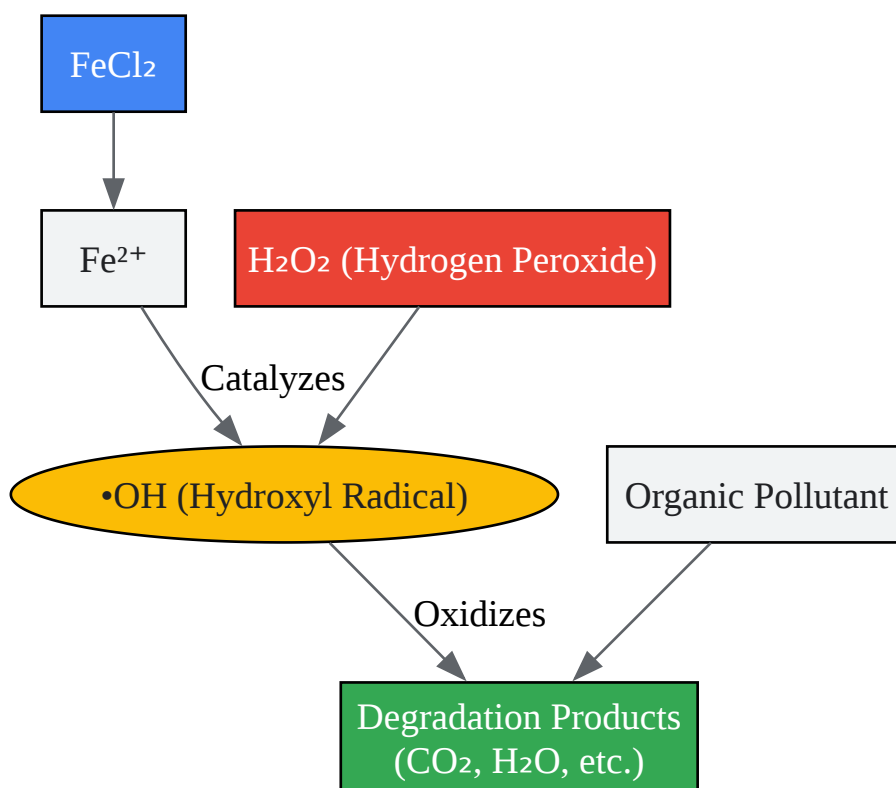 FeCl₂
Fe²⁺
H₂O₂ (Hydrogen Peroxide)
Catalyzes
•OH (Hydroxyl Radical)
Organic Pollutant
Oxidizes
Degradation Products
(CO₂, H₂O, etc.)